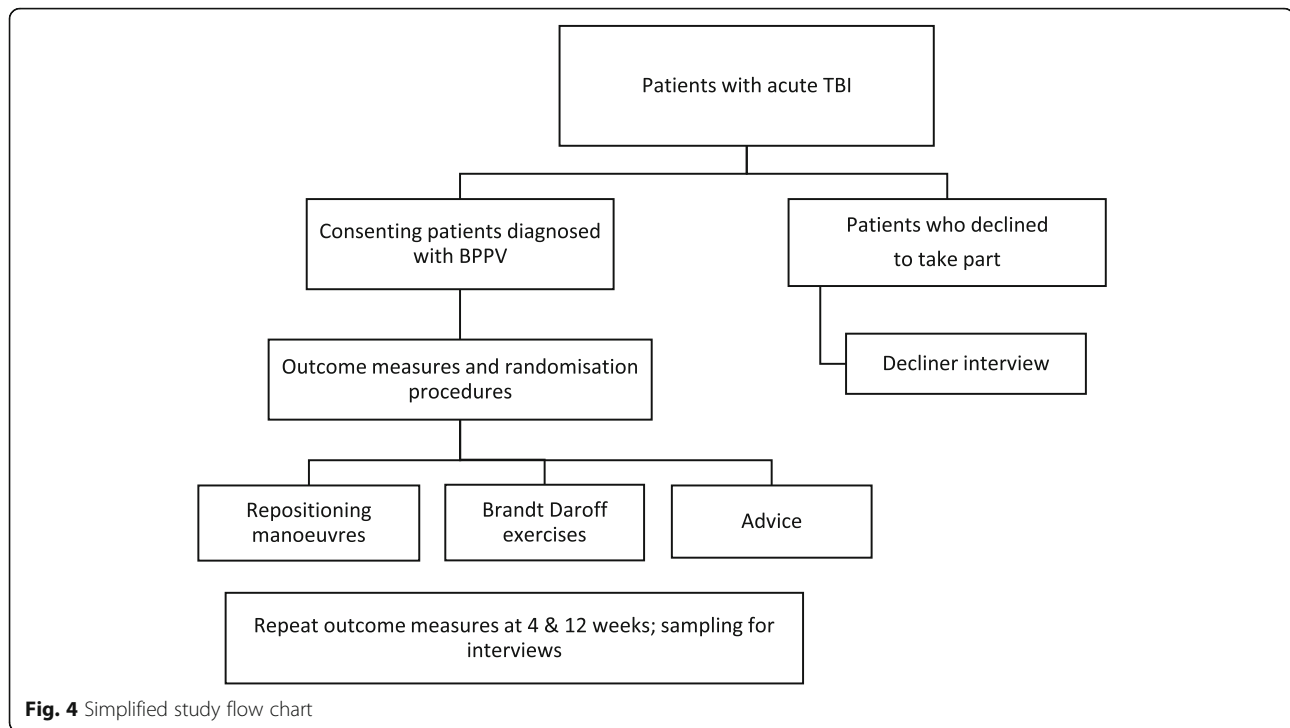 Patients with acute TBI
Consenting patients diagnosed
with BPPV
Patients who declined
to take part
Outcome measures and randomisation
procedures
Decliner interview
Repositioning
manoeuvres
Brandt Daroff
exercises
Advice
Repeat outcome measures at 4 & 12 weeks; sampling for
interviews
Fig. 4 Simplified study flow chart